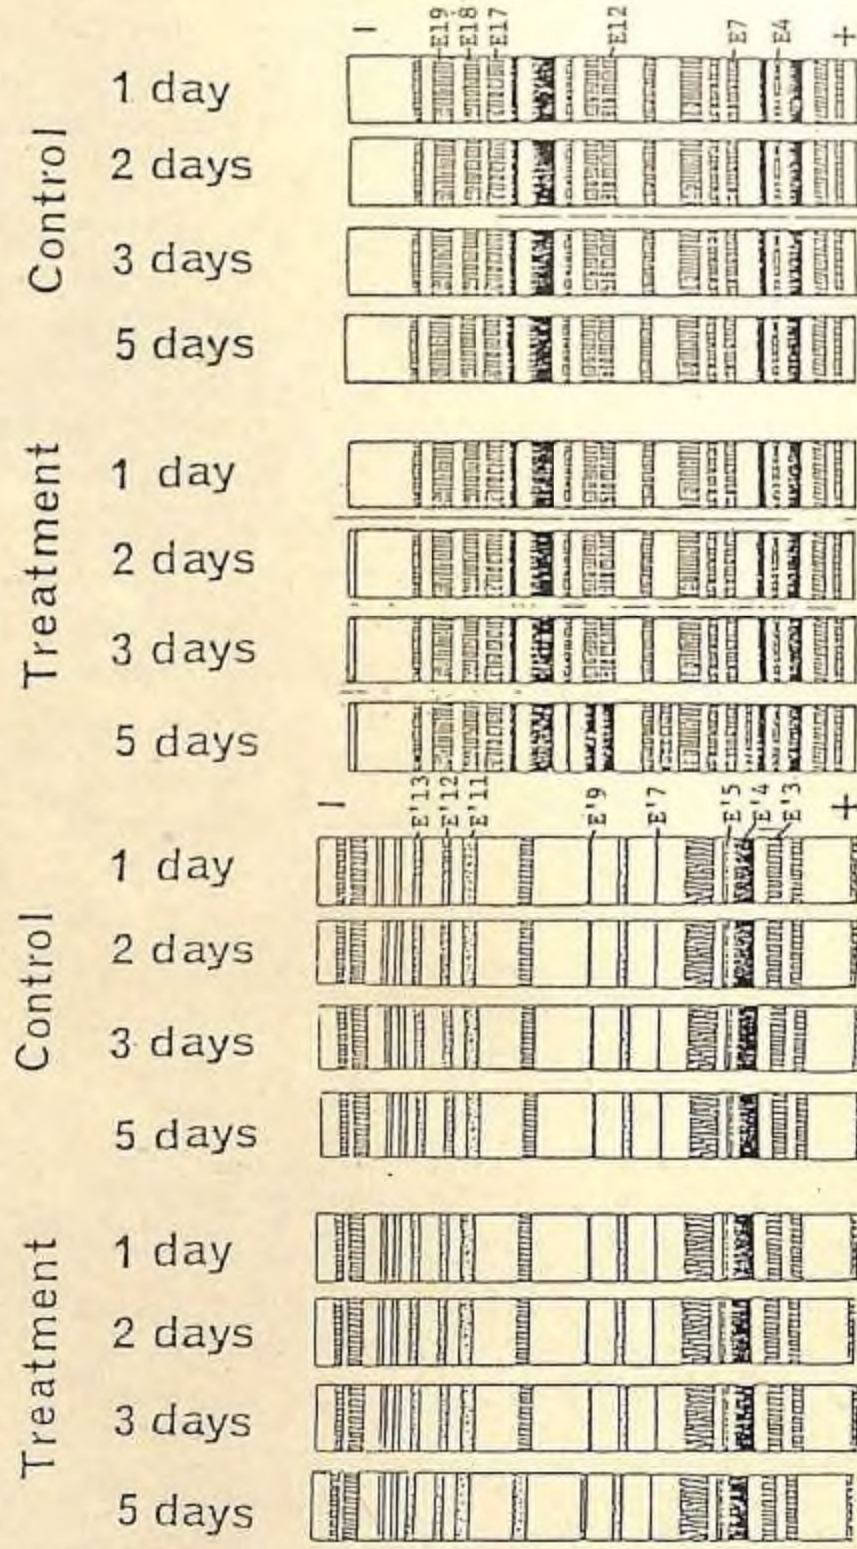 − E19 E18 E17 E12 E7 E4 +
Control
1 day
2 days
3 days
5 days
Treatment
1 day
2 days
3 days
5 days
− E'13 E'12 E'11 E'9 E'7 E'5 E'4 E'3 +
Control
1 day
2 days
3 days
5 days
Treatment
1 day
2 days
3 days
5 days